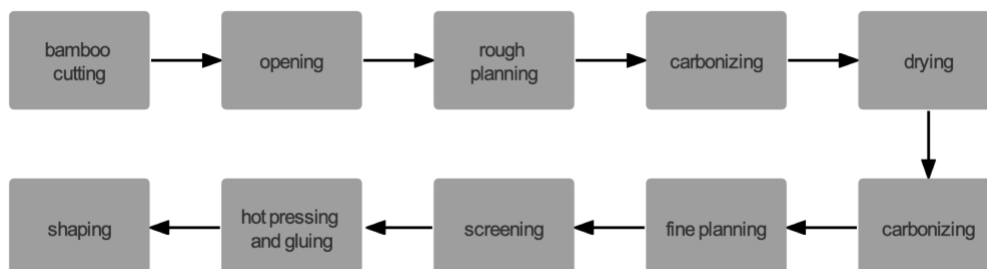 bamboo
cutting
opening
rough
planning
carbonizing
drying
carbonizing
fine planning
screening
hot pressing
and gluing
shaping